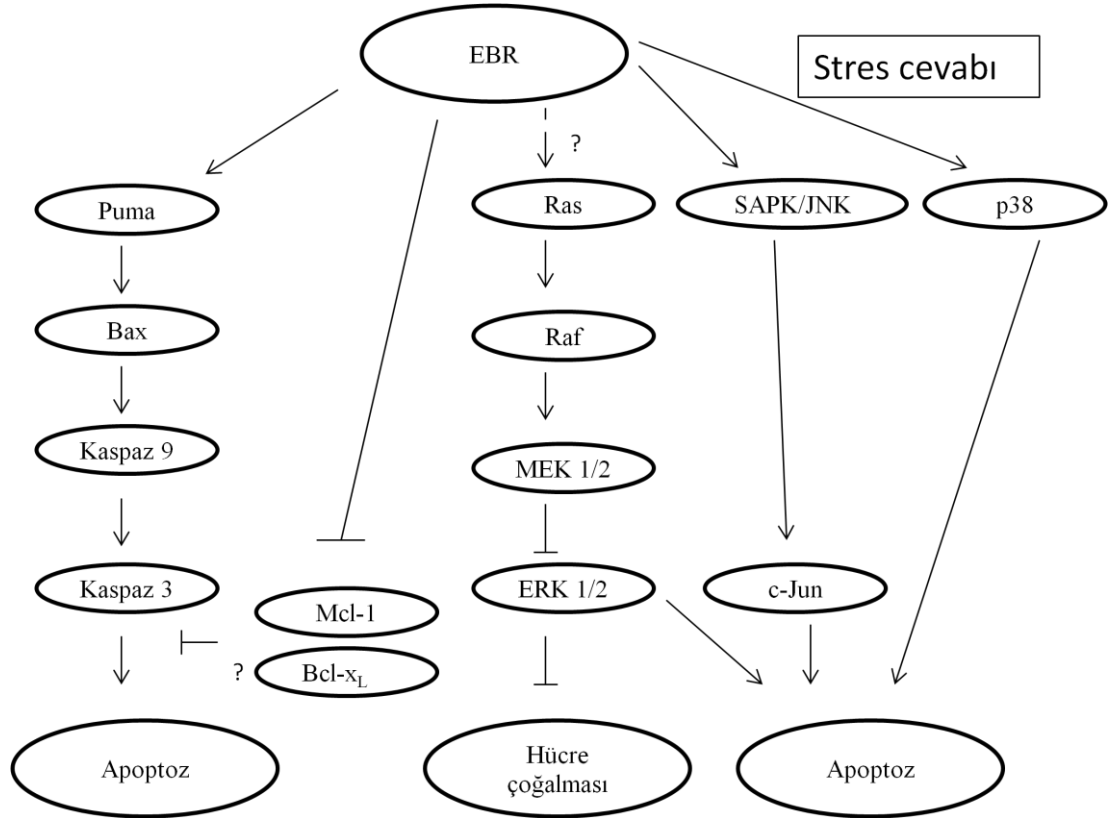 EBR
Stres cevabı
?
Puma
Ras
SAPK/JNK
p38
Bax
Raf
Kaspaz 9
MEK 1/2
Kaspaz 3
ERK 1/2
c-Jun
Mcl-1
?
Bcl-xL
Apoptoz
Hücre
çoğalması
Apoptoz